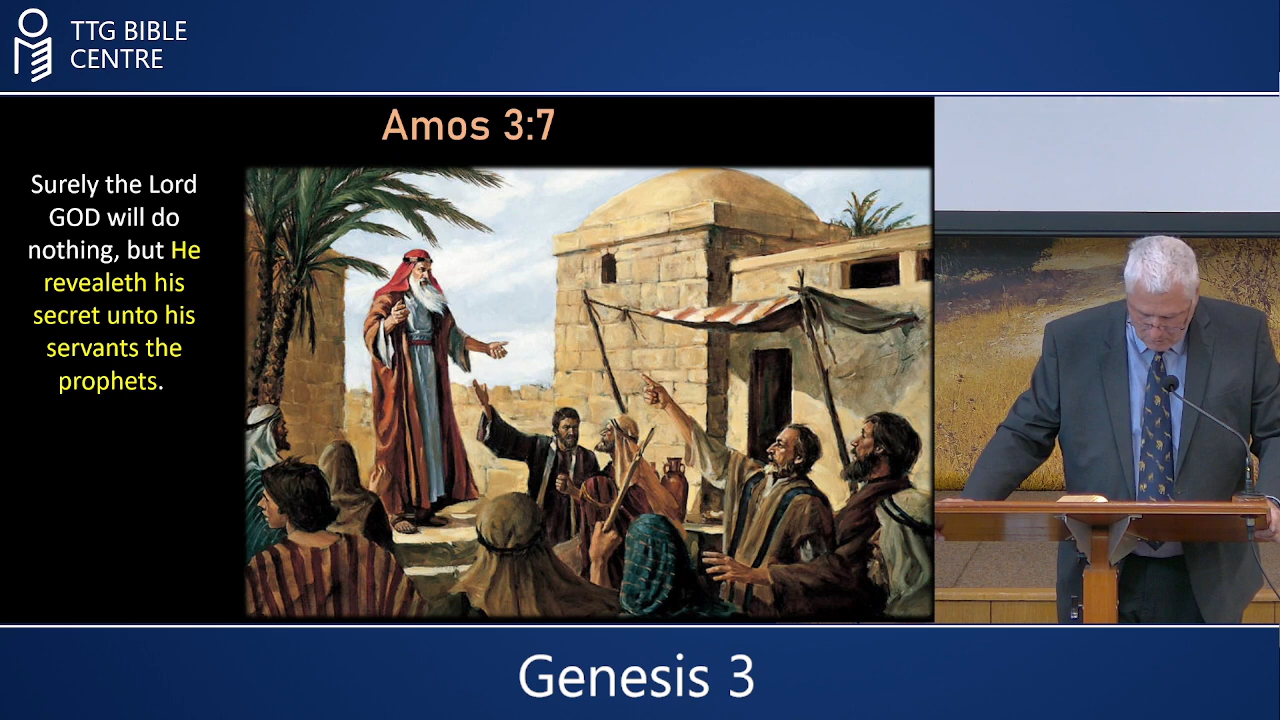 TTG BIBLE
CENTRE
Amos 3:7
Surely the Lord
GOD will do
nothing, but He
revealeth his
secret unto his
servants the
prophets.
Genesis 3